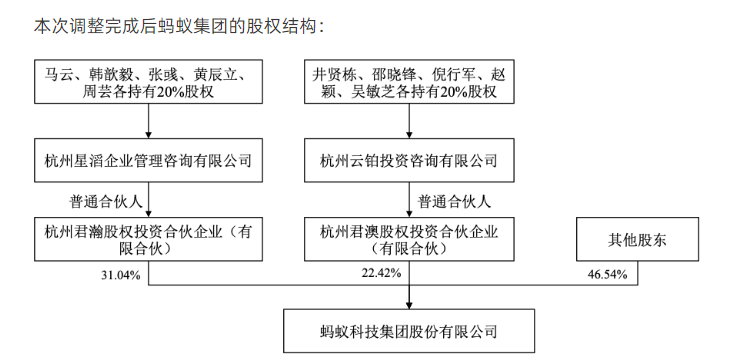 本次调整完成后蚂蚁集团的股权结构：
马云、韩歆毅、张彧、黄辰立、
周芸各持有20%股权
井贤栋、邵晓锋、倪行军、赵
颖、吴敏芝各持有20%股权
杭州星滔企业管理咨询有限公司
杭州云铂投资咨询有限公司
普通合伙人
普通合伙人
杭州君瀚股权投资合伙企业（有
限合伙）
杭州君澳股权投资合伙企业
（有限合伙）
其他股东
31.04%
22.42%
46.54%
蚂蚁科技集团股份有限公司